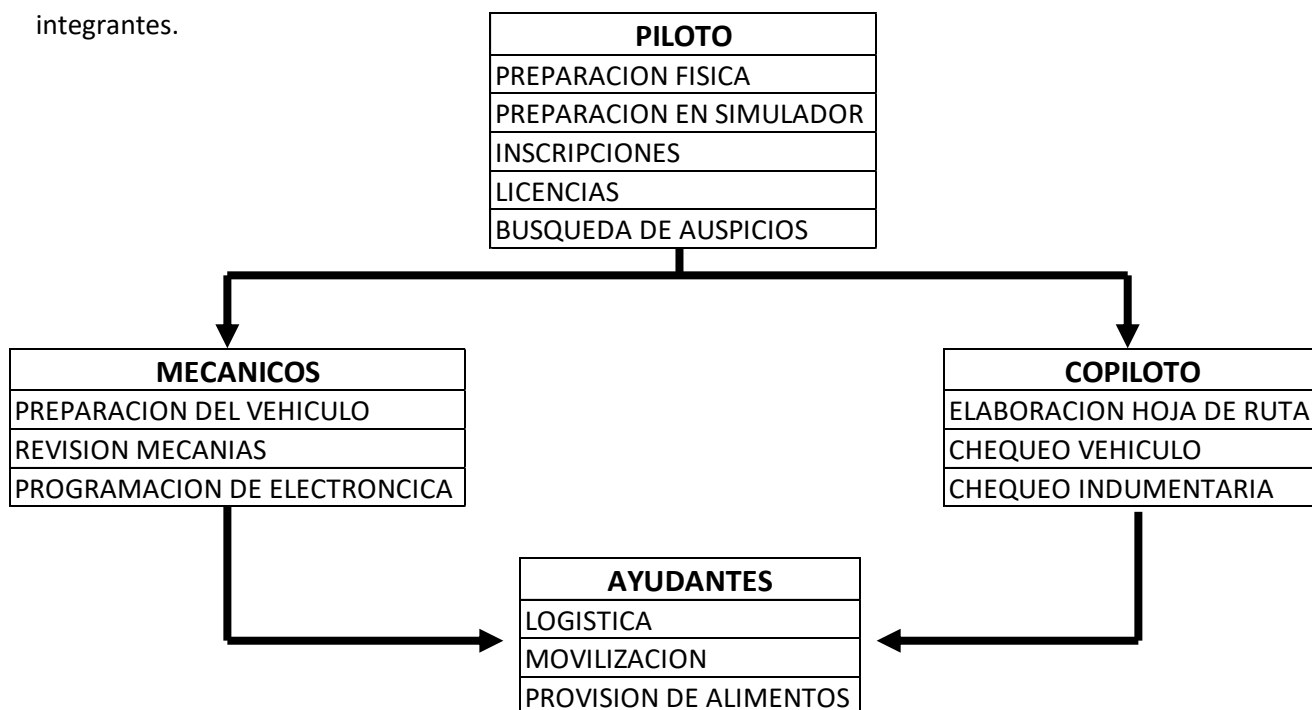 integrantes.
PILOTO
PREPARACION FISICA
PREPARACION EN SIMULADOR
INSCRIPCIONES
LICENCIAS
BUSQUEDA DE AUSPICIOS
MECANICOS
PREPARACION DEL VEHICULO
REVISION MECANIAS
PROGRAMACION DE ELECTRONCICA
COPILOTO
ELABORACION HOJA DE RUTA
CHEQUEO VEHICULO
CHEQUEO INDUMENTARIA
AYUDANTES
LOGISTICA
MOVILIZACION
PROVISION DE ALIMENTOS